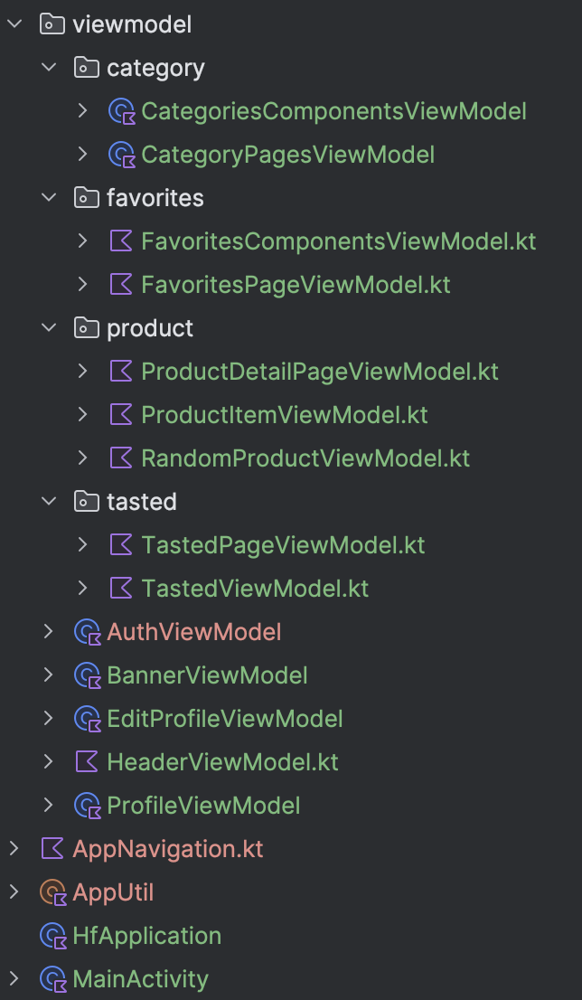 viewmodel
category
CategoriesComponentsViewModel
CategoryPagesViewModel
favorites
FavoritesComponentsViewModel.kt
FavoritesPageViewModel.kt
product
ProductDetailPageViewModel.kt
ProductItemViewModel.kt
RandomProductViewModel.kt
tasted
TastedPageViewModel.kt
TastedViewModel.kt
AuthViewModel
BannerViewModel
EditProfileViewModel
HeaderViewModel.kt
ProfileViewModel
AppNavigation.kt
AppUtil
HfApplication
MainActivity